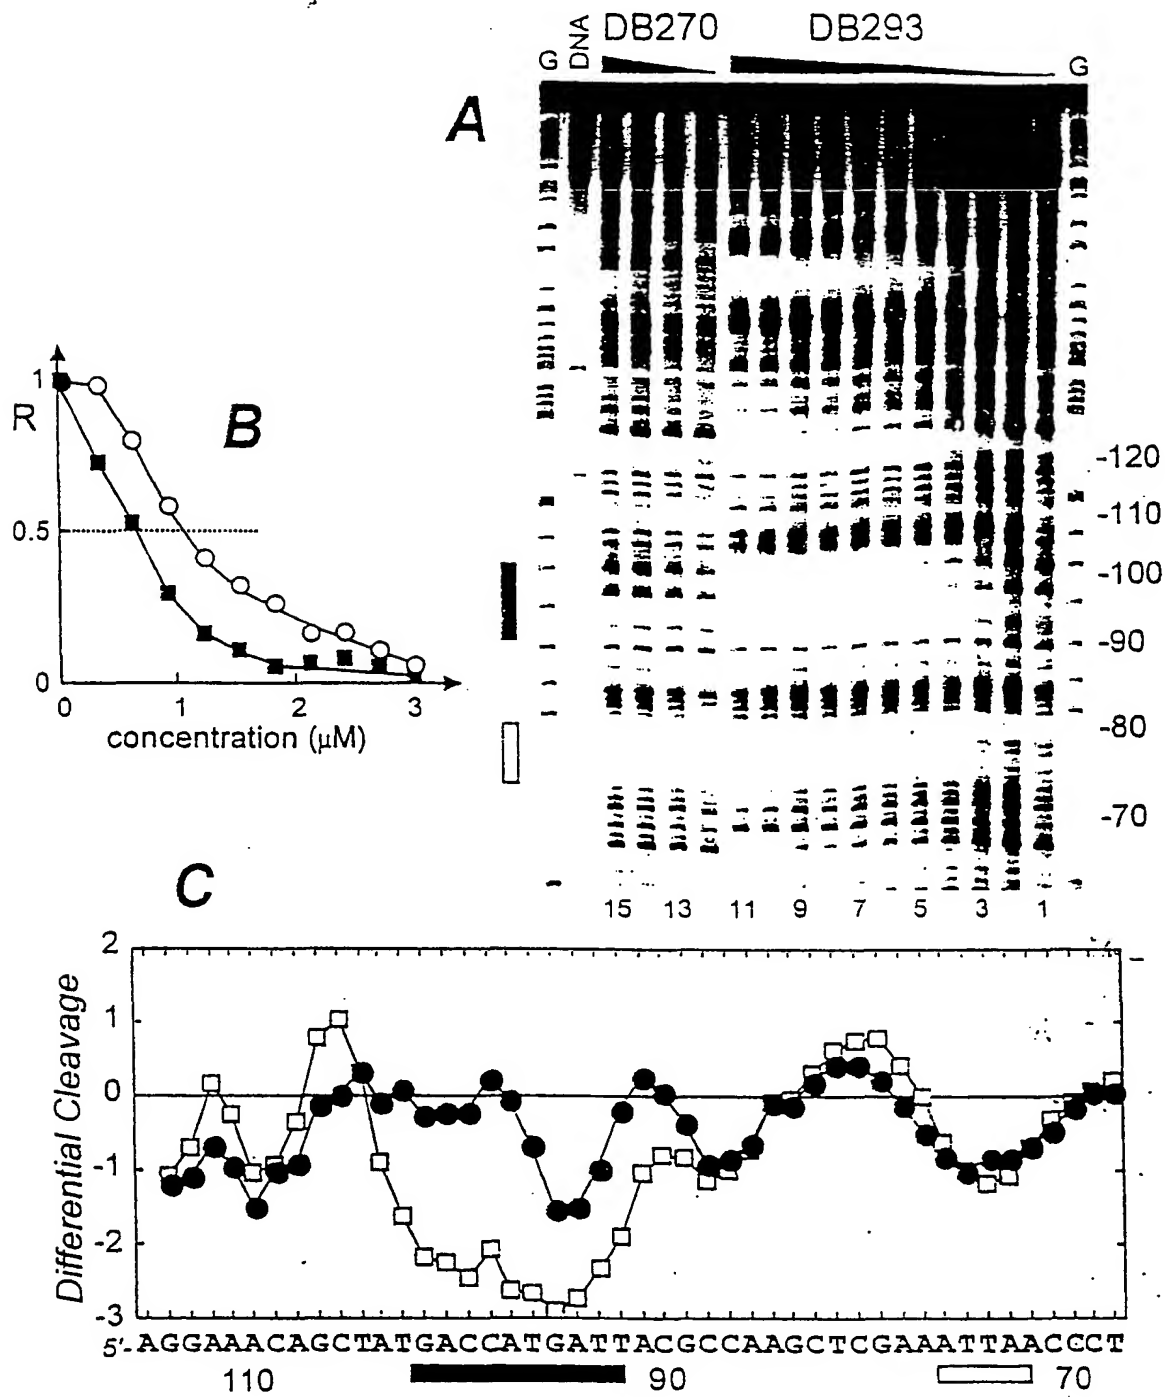 DB270 DB293
G DNA G
A
1
R
B
0.5
0
0 1 2 3
concentration (μM)
-120
-110
-100
-90
-80
-70
15 13 11 9 7 5 3 1
C
2
1
0
-1
-2
-3
Differential Cleavage
5'-AGGAAACAGCTATGACCATGATTACGCCAAGCTCGAAATTAACCCT
110 90 70